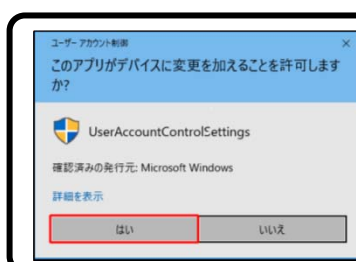 ユーザー アカウント制御
このアプリがデバイスに変更を加えることを許可します
か?
UserAccountControlSettings
確認済みの発行元: Microsoft Windows
詳細を表示
はい
いいえ